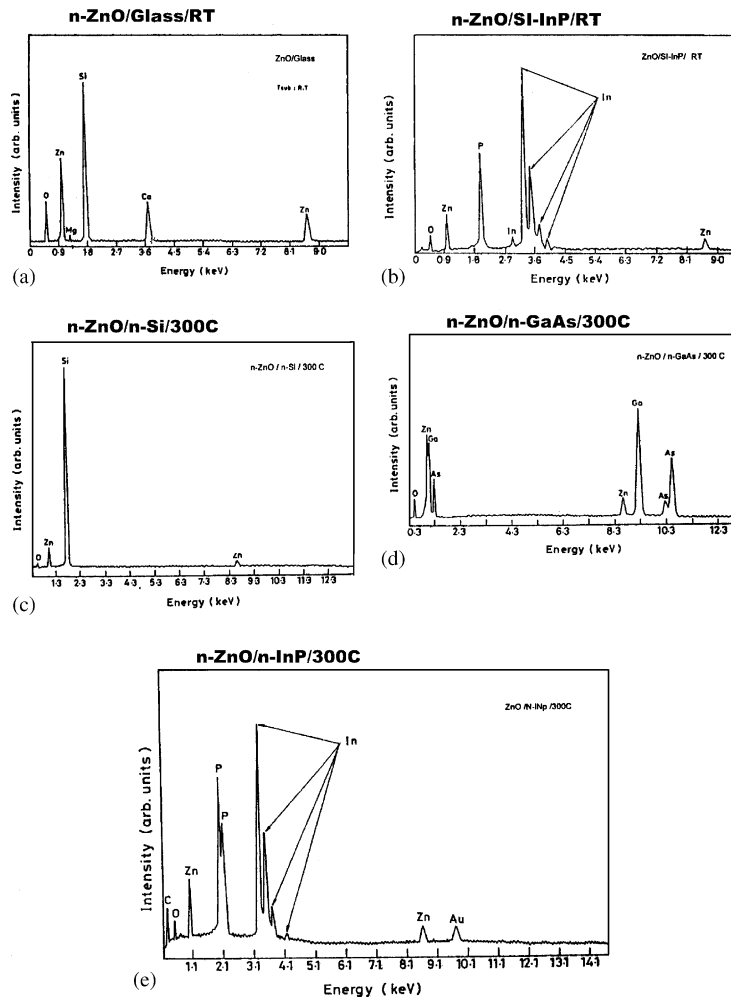 n-ZnO/Glass/RT
ZnO/Glass
Tsub : R.T
Si
Zn
O
Mg
Ca
Zn
Intensity (arb. units)
0 0·9 1·8 2·7 3·6 4·5 5·4 6·3 7·2 8·1 9·0
Energy (keV)
(a)
n-ZnO/SI-InP/RT
ZnO/SI-InP/ RT
In
P
Zn
O
In
Zn
Intensity (arb. units)
0 0·9 1·8 2·7 3·6 4·5 5·4 6·3 7·2 8·1 9·0
Energy (keV)
(b)
n-ZnO/n-Si/300C
n-ZnO / n-SI / 300 C
Si
O
Zn
Zn
Intensity (arb. units)
1·3 2·3 3·3 4·3 5·3 6·3 7·3 8·3 9·3 10·3 11·3 12·3
Energy (keV)
(c)
n-ZnO/n-GaAs/300C
n-ZnO / n-GaAs / 300 C
Ga
Zn
Ga
As
As
O
Zn
As
Intensity (arb.units)
0·3 2·3 4·3 6·3 8·3 10·3 12·3
Energy (keV)
(d)
n-ZnO/n-InP/300C
ZnO /N-INp /300C
In
P
P
Zn
C
O
Zn
Au
Intensity (arb. units)
1·1 2·1 3·1 4·1 5·1 6·1 7·1 8·1 9·1 10·1 11·1 12·1 13·1 14·1
Energy (keV)
(e)